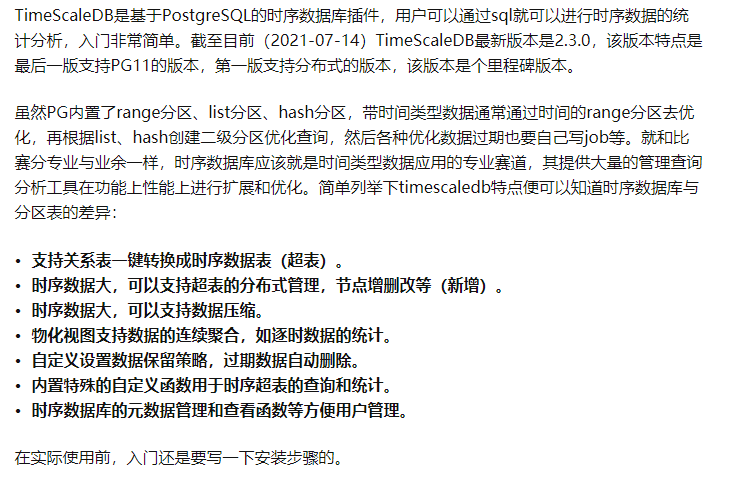 TimeScaleDB是基于PostgreSQL的时序数据库插件，用户可以通过sql就可以进行时序数据的统
计分析，入门非常简单。截至目前（2021-07-14）TimeScaleDB最新版本是2.3.0，该版本特点是
最后一版支持PG11的版本，第一版支持分布式的版本，该版本是个里程碑版本。
虽然PG内置了range分区、list分区、hash分区，带时间类型数据通常通过时间的range分区去优
化，再根据list、hash创建二级分区优化查询，然后各种优化数据过期也要自己写job等。就和比
赛分专业与业余一样，时序数据库应该就是时间类型数据应用的专业赛道，其提供大量的管理查询
分析工具在功能上性能上进行扩展和优化。简单列举下timescaledb特点便可以知道时序数据库与
分区表的差异：
• 支持关系表一键转换成时序数据表（超表）。
• 时序数据大，可以支持超表的分布式管理，节点增删改等（新增）。
• 时序数据大，可以支持数据压缩。
• 物化视图支持数据的连续聚合，如逐时数据的统计。
• 自定义设置数据保留策略，过期数据自动删除。
• 内置特殊的自定义函数用于时序超表的查询和统计。
• 时序数据库的元数据管理和查看函数等方便用户管理。
在实际使用前，入门还是要写一下安装步骤的。